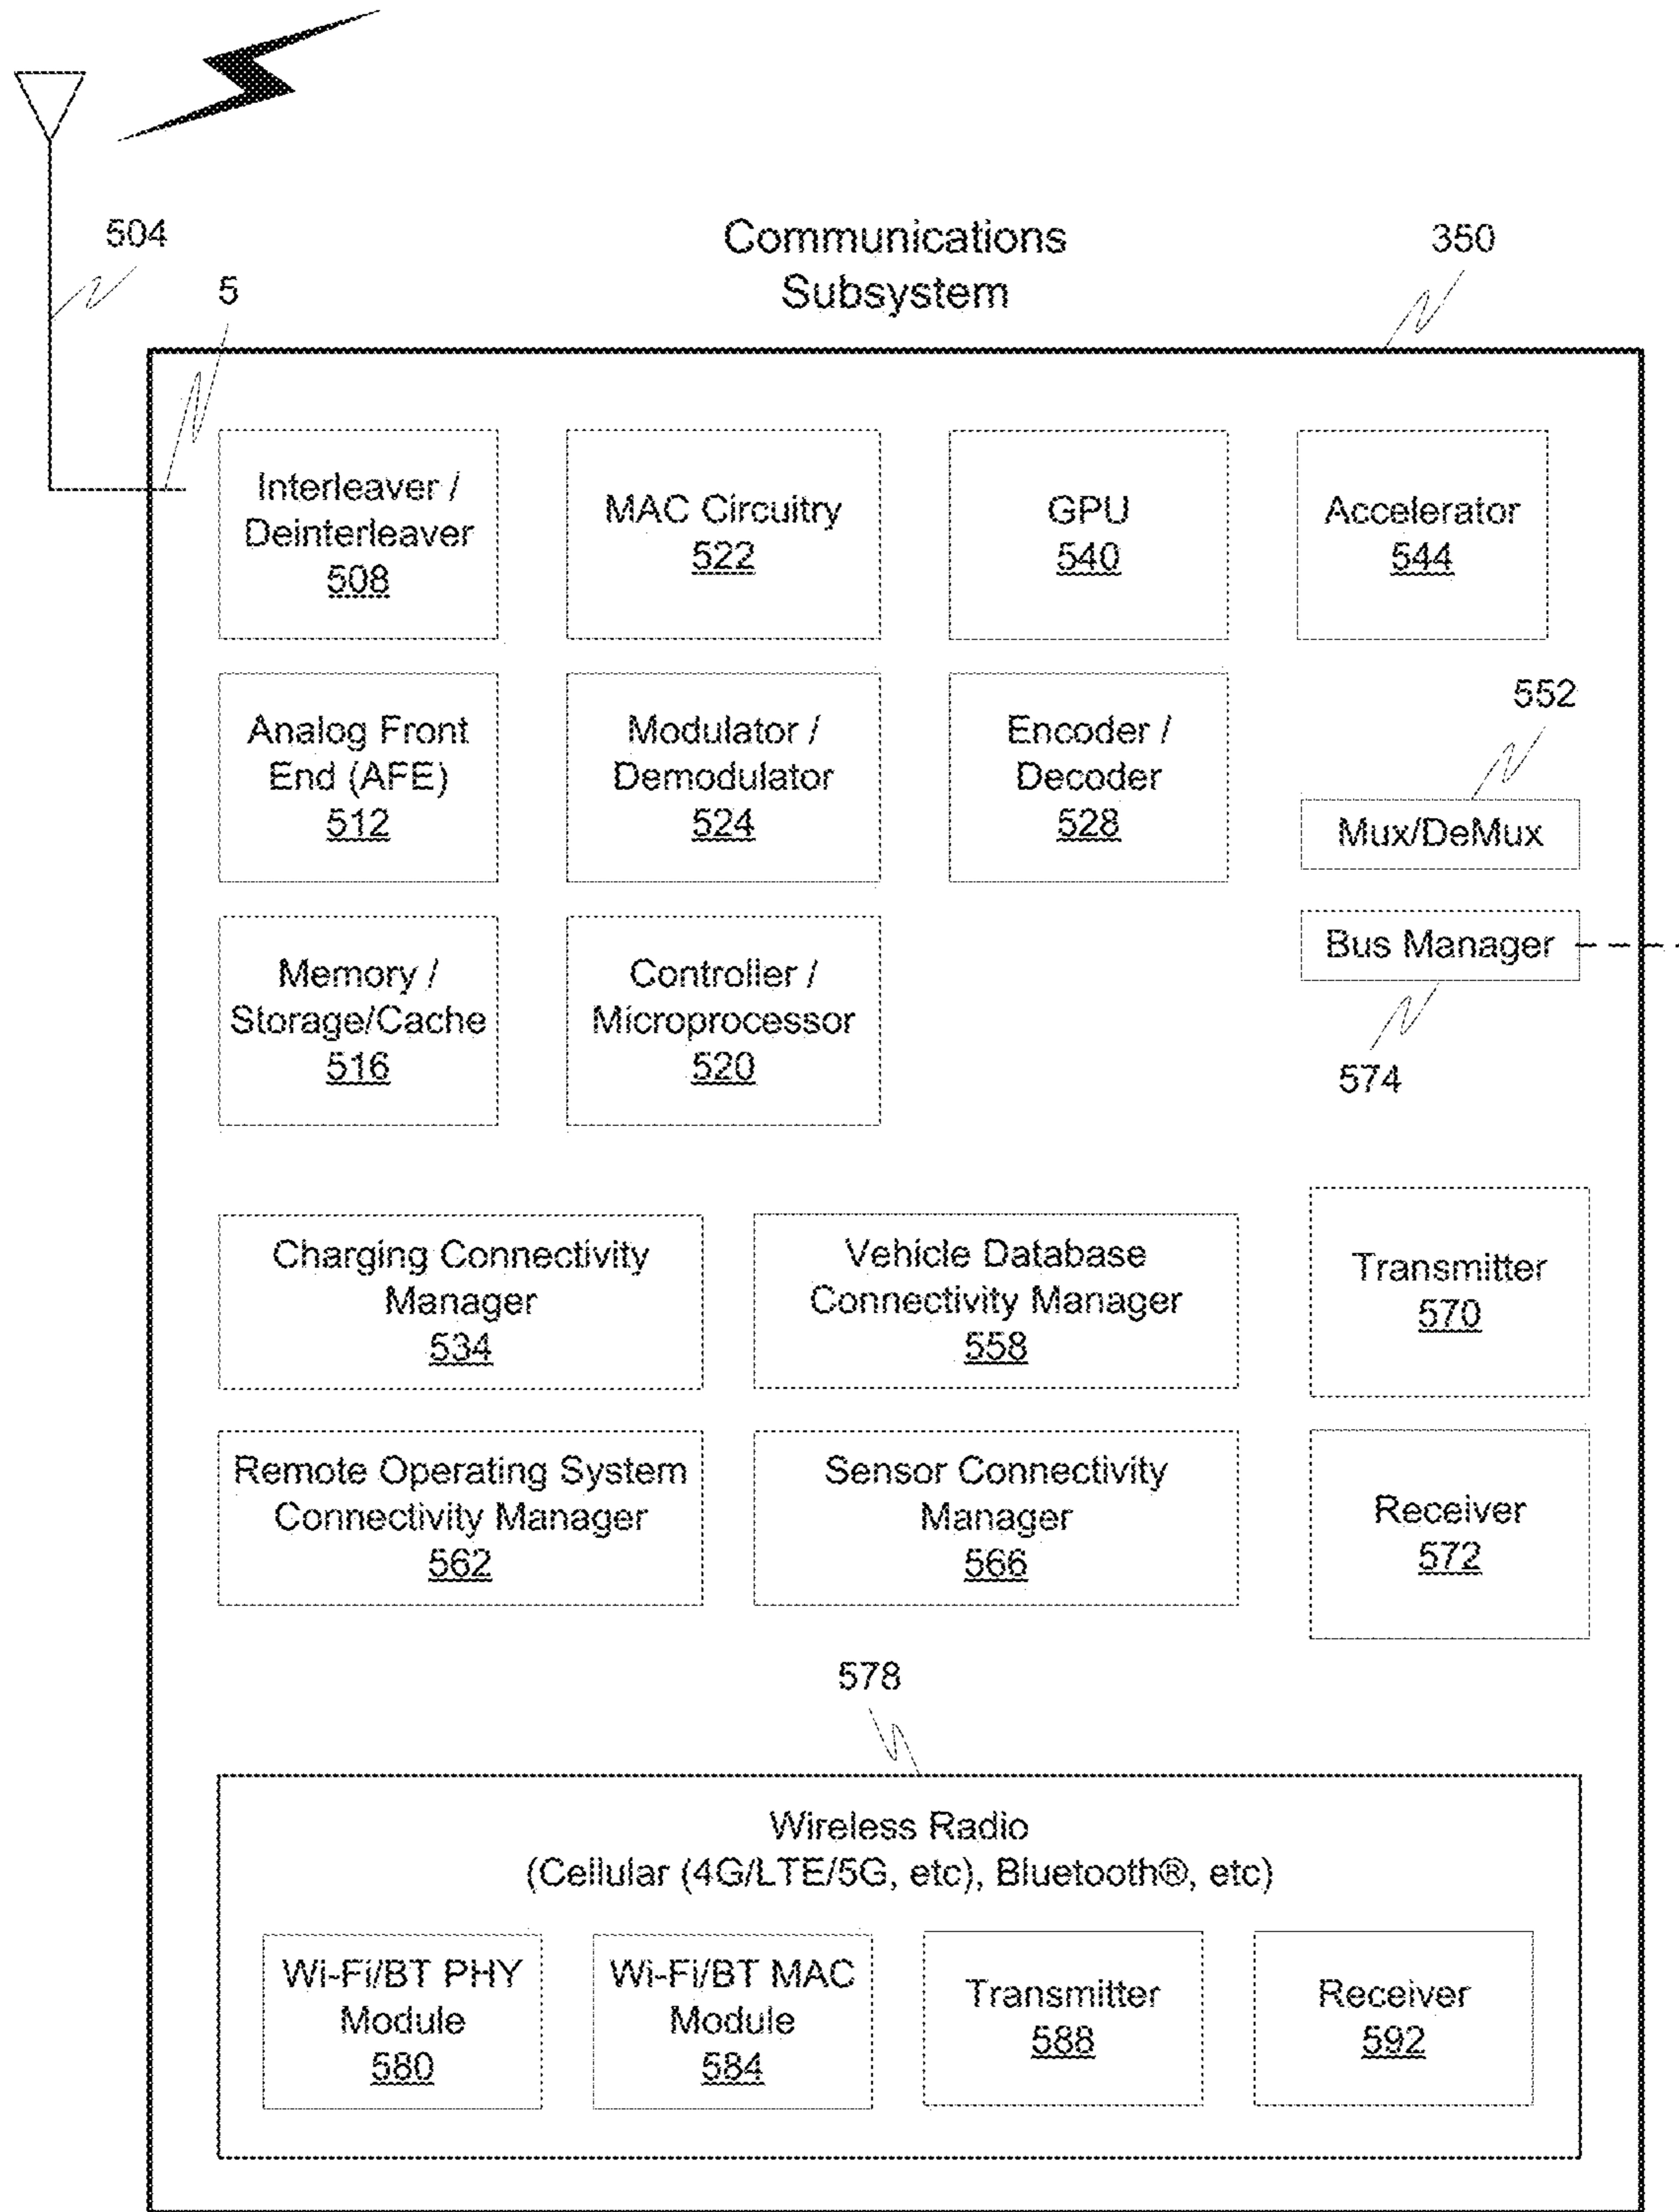 504
5
Communications
Subsystem
350
Interleaver /
Deinterleaver
508
MAC Circuitry
522
GPU
540
Accelerator
544
Analog Front
End (AFE)
512
Modulator /
Demodulator
524
Encoder /
Decoder
528
552
Mux/DeMux
Bus Manager
574
Memory /
Storage/Cache
516
Controller /
Microprocessor
520
Charging Connectivity
Manager
534
Vehicle Database
Connectivity Manager
558
Transmitter
570
Remote Operating System
Connectivity Manager
562
Sensor Connectivity
Manager
566
Receiver
572
578
Wireless Radio
(Cellular (4G/LTE/5G, etc), Bluetooth®, etc)
Wi-Fi/BT PHY
Module
580
Wi-Fi/BT MAC
Module
584
Transmitter
588
Receiver
592